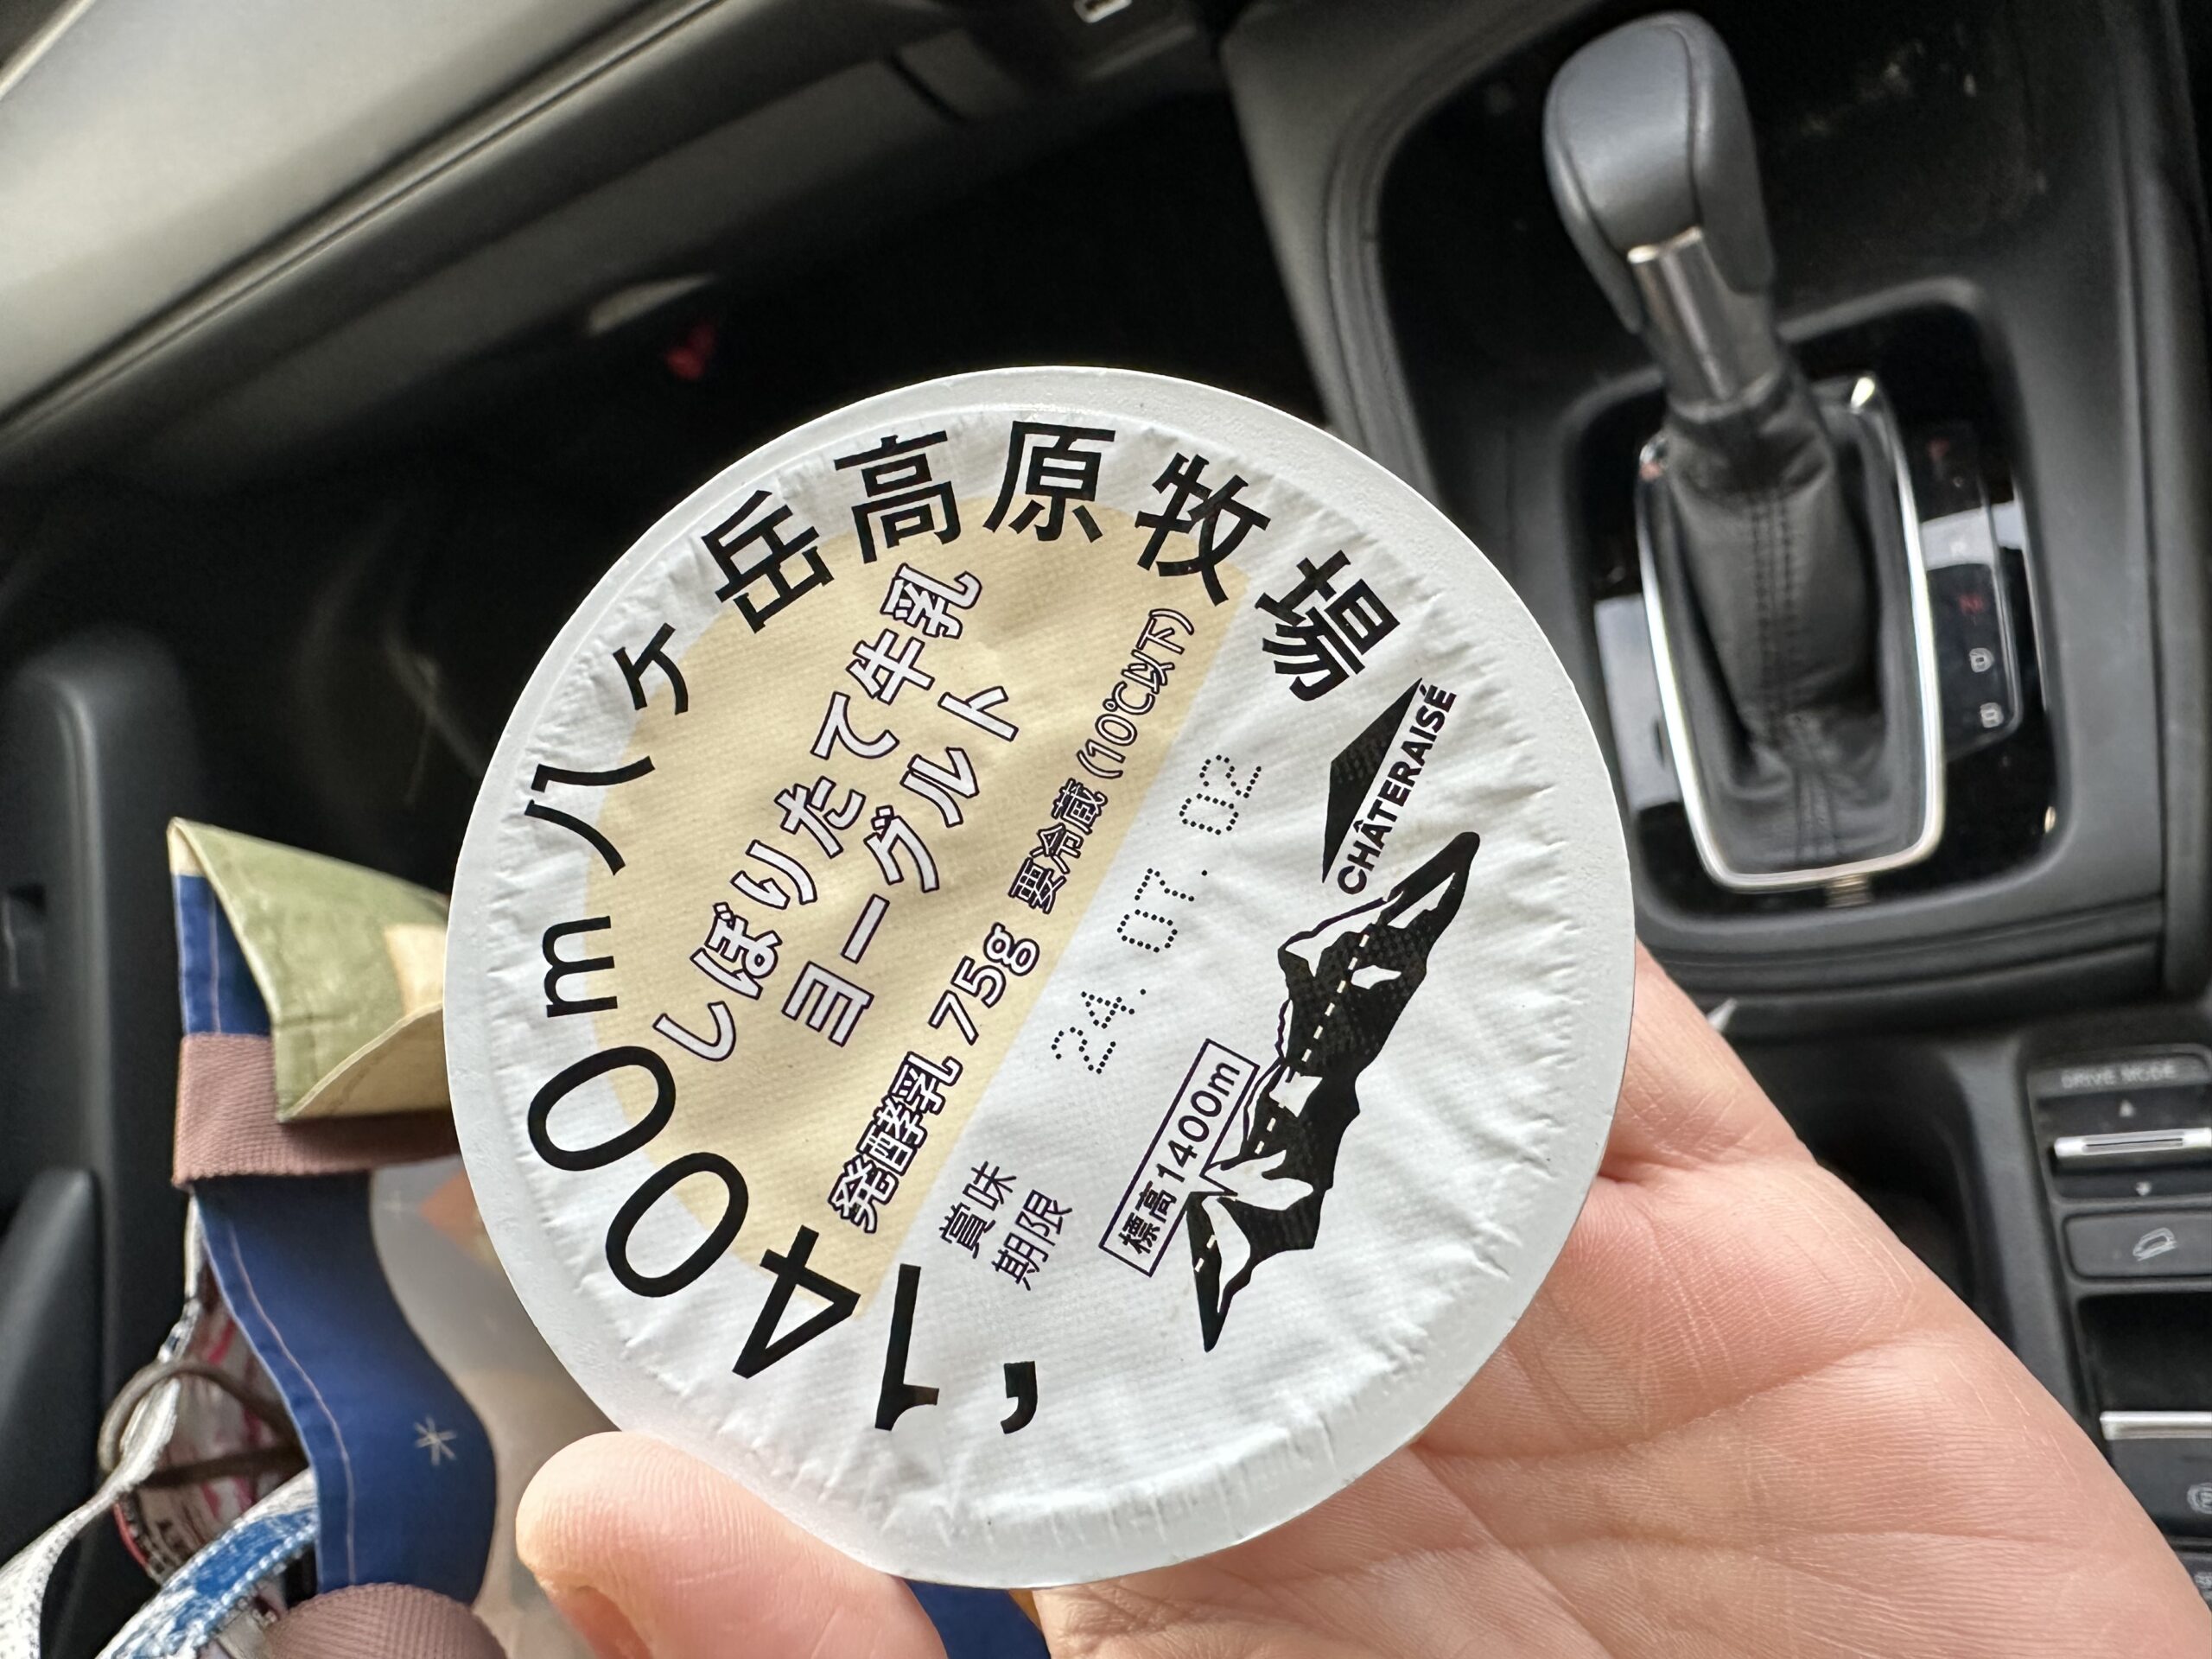 1,400m八ヶ岳高原牧場
しぼりたて牛乳
ヨーグルト
発酵乳 75g 要冷蔵(10℃以下)
賞味
期限
24.07.02
CHÂTERAISÉ
標高1400m
N
D
B
DRIVE MODE